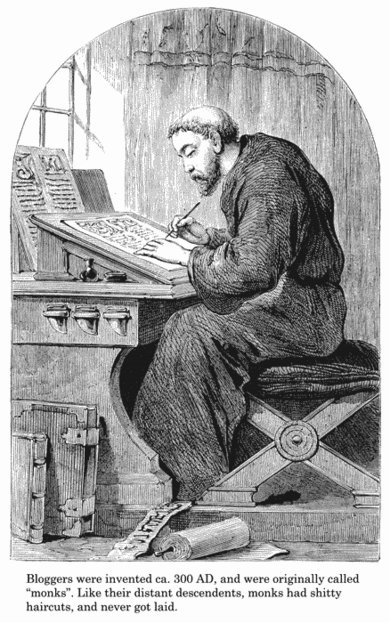 Bloggers were invented ca. 300 AD, and were originally called
“monks”. Like their distant descendents, monks had shitty
haircuts, and never got laid.